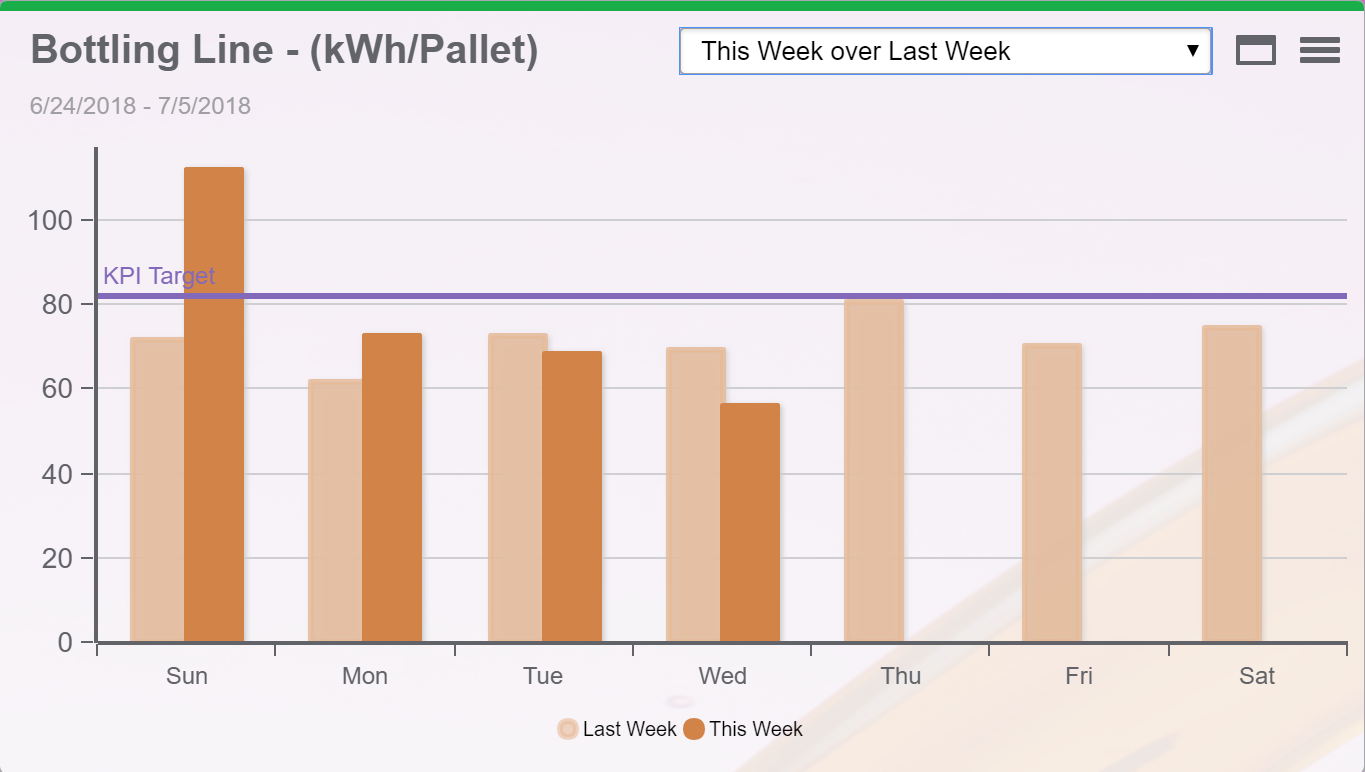 Bottling Line - (kWh/Pallet)
This Week over Last Week
6/24/2018 - 7/5/2018
100
KPI Target
80
60
40
20
0
Sun Mon Tue Wed Thu Fri Sat
Last Week This Week